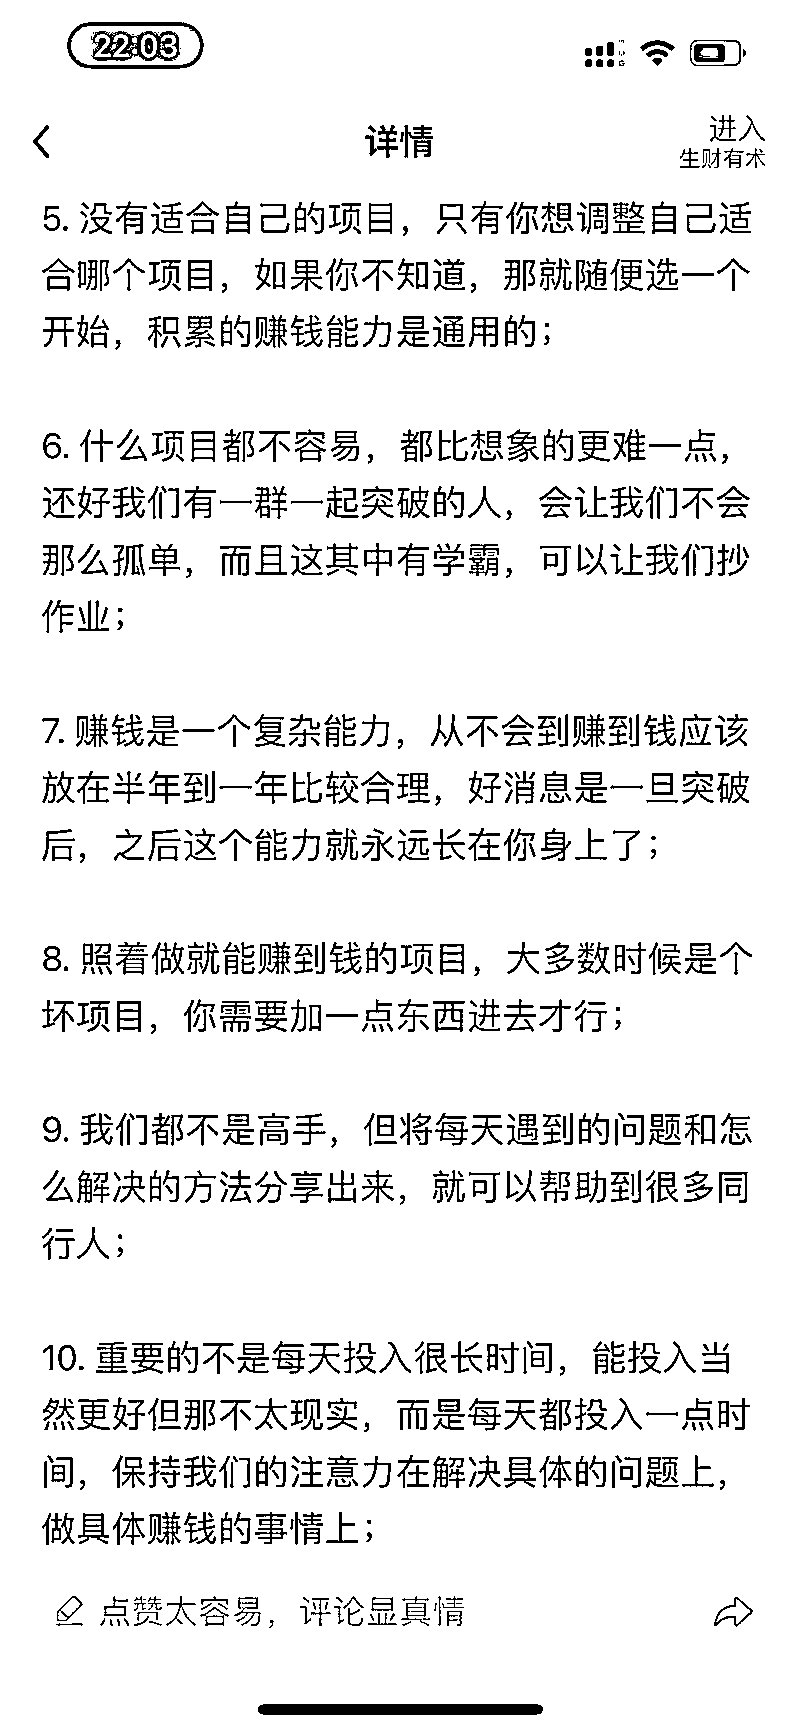 22:03
详情
进入
生财有术
5. 没有适合自己的项目，只有你想调整自己适
合哪个项目，如果你不知道，那就随便选一个
开始，积累的赚钱能力是通用的；
6. 什么项目都不容易，都比想象的更难一点，
还好我们有一群一起突破的人，会让我们不会
那么孤单，而且这其中有学霸，可以让我们抄
作业；
7. 赚钱是一个复杂能力，从不会到赚到钱应该
放在半年到一年比较合理，好消息是一旦突破
后，之后这个能力就永远长在你身上了；
8. 照着做就能赚到钱的项目，大多数时候是个
坏项目，你需要加一点东西进去才行；
9. 我们都不是高手，但将每天遇到的问题和怎
么解决的方法分享出来，就可以帮助到很多同
行人；
10. 重要的不是每天投入很长时间，能投入当
然更好但那不太现实，而是每天都投入一点时
间，保持我们的注意力在解决具体的问题上，
做具体赚钱的事情上；
点赞太容易，评论显真情